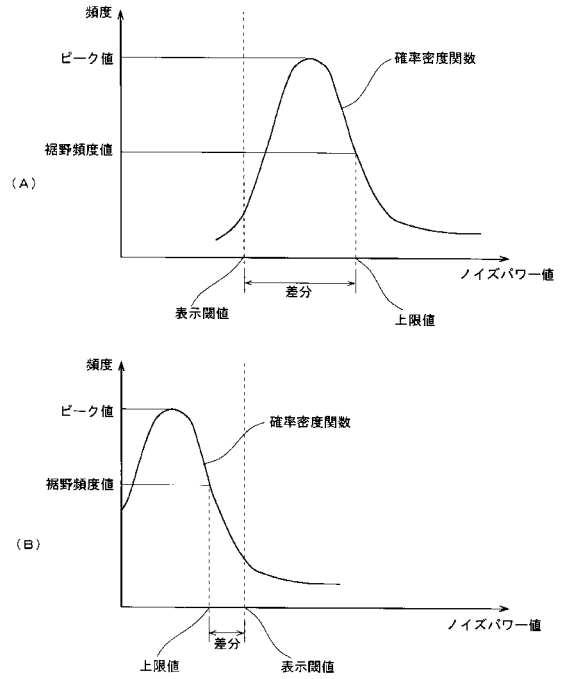 頻度
ピーク値
確率密度関数
裾野頻度値
(A)
ノイズパワー値
差分
表示閾値
上限値
頻度
ピーク値
確率密度関数
裾野頻度値
(B)
ノイズパワー値
差分
上限値
表示閾値